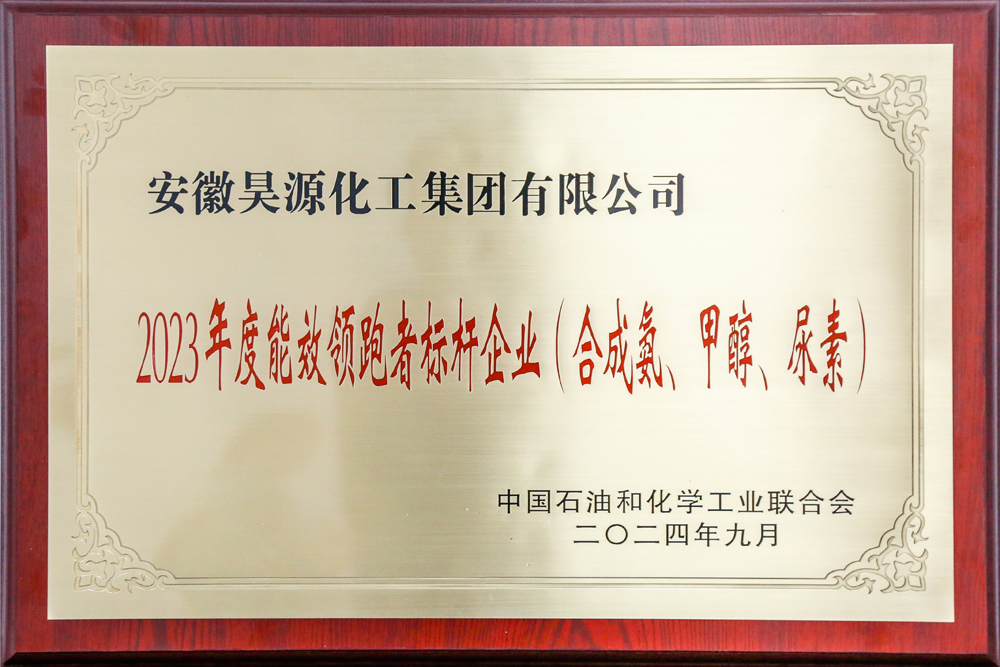 安徽昊源化工集团有限公司
2023年度能效领跑者标杆企业（合成氨、甲醇、尿素）
中国石油和化学工业联合会
二〇二四年九月